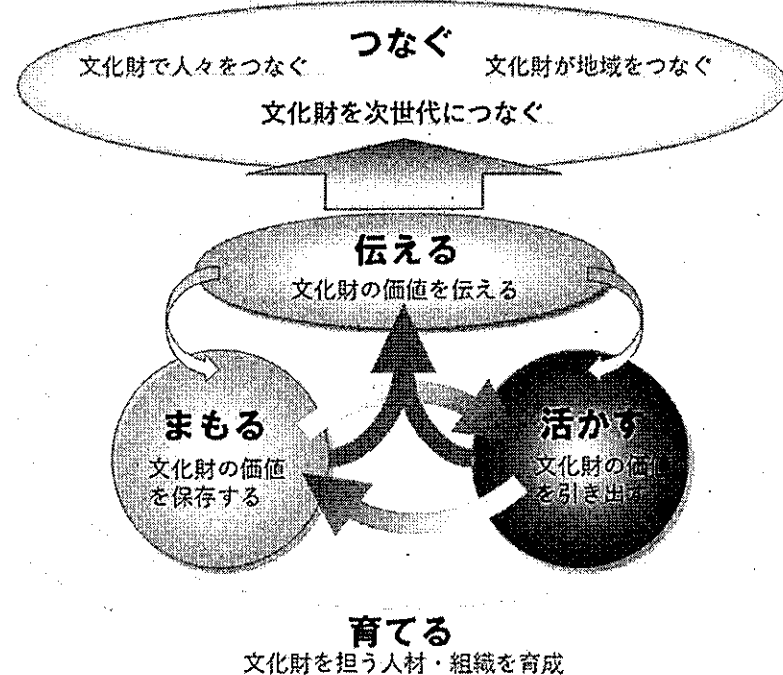 つなぐ
文化財で人々をつなぐ
文化財が地域をつなぐ
文化財を次世代につなぐ
伝える
文化財の価値を伝える
まもる
文化財の価値
を保存する
活かす
文化財の価値
を引き出す
育てる
文化財を担う人材・組織を育成